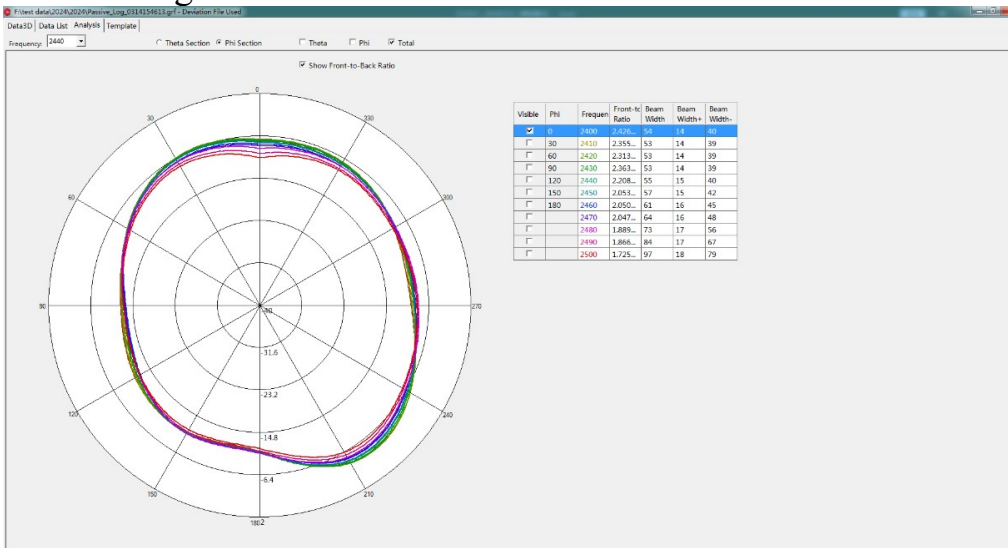 F:\test data\2024\2024\Passive_Log_0314154613.grf - Deviation File Used
Data3D Data List Analysis Template
Frequency: 2440 Theta Section Phi Section Theta Phi Total
Show Front-to-Back Ratio
Visible Phi Frequen Front-tc Ratio Beam Width Beam Width+ Beam Width-
0 2400 2.426... 54 14 40
30 2410 2.355... 53 14 39
60 2420 2.313... 53 14 39
90 2430 2.363... 53 14 39
120 2440 2.208... 55 15 40
150 2450 2.053... 57 15 42
180 2460 2.050... 61 16 45
2470 2.047... 64 16 48
2480 1.889... 73 17 56
2490 1.866... 84 17 67
2500 1.725... 97 18 79
0
30 330
60 300
90 270
-40
-31.6
-23.2
120 240
-14.8
-6.4
150 210
180 2